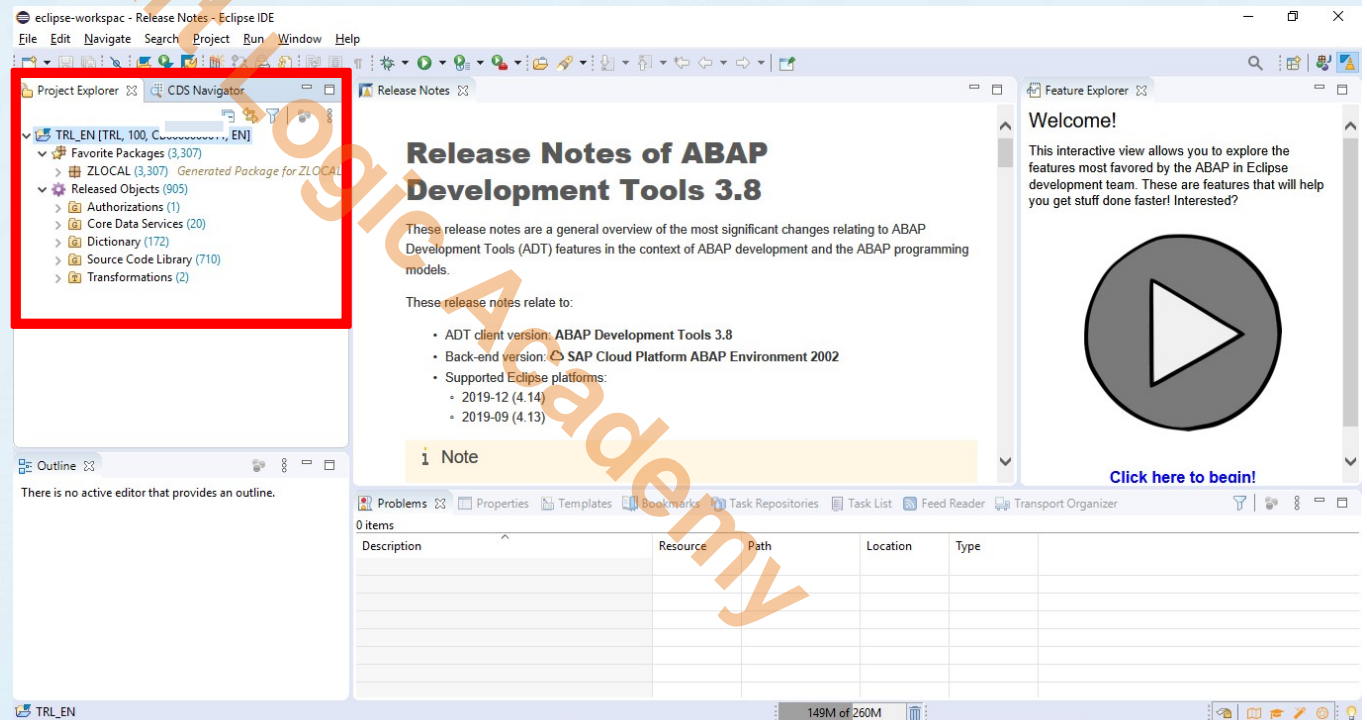 eclipse-workspac - Release Notes - Eclipse IDE
File Edit Navigate Search Project Run Window Help
Project Explorer CDS Navigator
TRL_EN [TRL, 100, EN]
Favorite Packages (3,307)
ZLOCAL (3,307) Generated Package for ZLOCAL
Released Objects (905)
Authorizations (1)
Core Data Services (20)
Dictionary (172)
Source Code Library (710)
Transformations (2)
Outline
There is no active editor that provides an outline.
Release Notes
Release Notes of ABAP
Development Tools 3.8
These release notes are a general overview of the most significant changes relating to ABAP
Development Tools (ADT) features in the context of ABAP development and the ABAP programming
models.
These release notes relate to:
• ADT client version: ABAP Development Tools 3.8
• Back-end version: SAP Cloud Platform ABAP Environment 2002
• Supported Eclipse platforms:
◦ 2019-12 (4.14)
◦ 2019-09 (4.13)
i Note
Feature Explorer
Welcome!
This interactive view allows you to explore the
features most favored by the ABAP in Eclipse
development team. These are features that will help
you get stuff done faster! Interested?
Click here to begin!
Problems Properties Templates Bookmarks Task Repositories Task List Feed Reader Transport Organizer
0 items
Description Resource Path Location Type
TRL_EN
149M of 260M
t Logic Academy